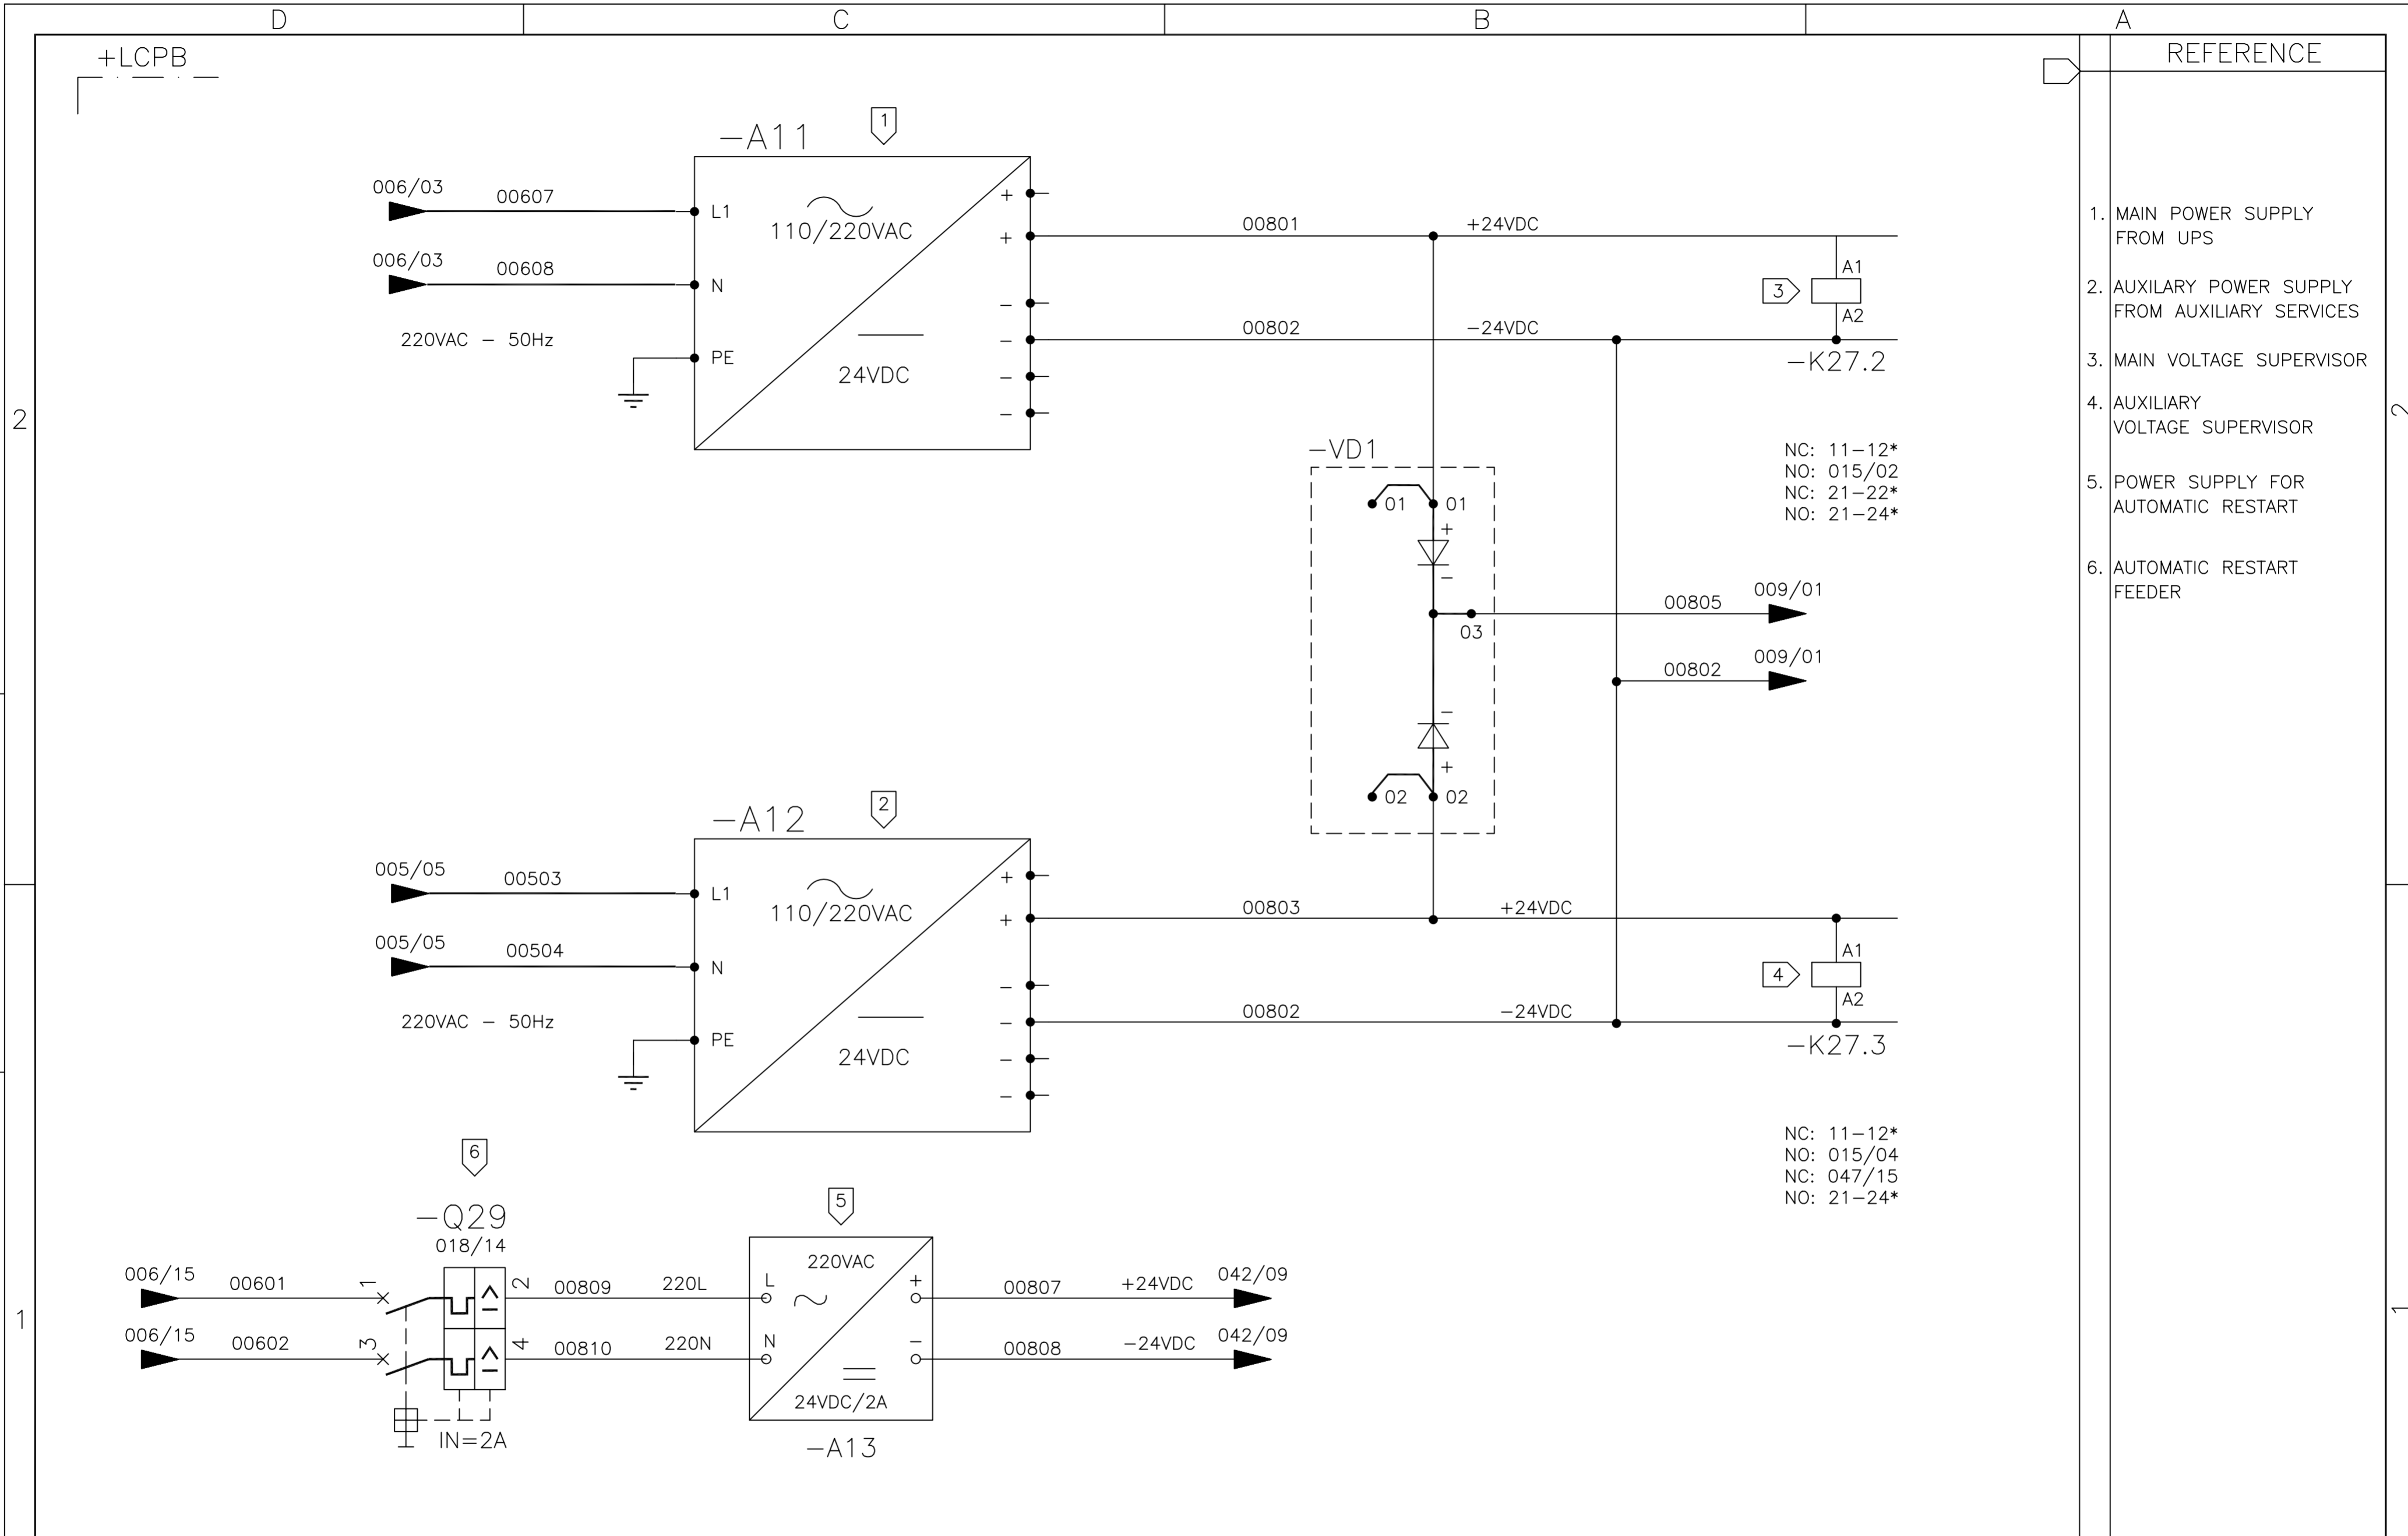 D C B A
+LCPB
REFERENCE
-A11
1
006/03
00607
006/03
00608
220VAC - 50Hz
L1
N
PE
110/220VAC
24VDC
+
+
-
-
-
-
00801
+24VDC
00802
-24VDC
3
A1
A2
-K27.2
NC: 11-12*
NO: 015/02
NC: 21-22*
NO: 21-24*
-VD1
01
01
+
-
03
00805
009/01
00802
009/01
-
+
02
02
-A12
2
005/05
00503
005/05
00504
220VAC - 50Hz
L1
N
PE
110/220VAC
24VDC
+
+
-
-
-
-
00803
+24VDC
00802
-24VDC
4
A1
A2
-K27.3
NC: 11-12*
NO: 015/04
NC: 047/15
NO: 21-24*
6
-Q29
018/14
006/15
00601
1
2
00809
220L
006/15
00602
3
4
00810
220N
IN=2A
5
220VAC
L
N
+
-
24VDC/2A
-A13
00807
+24VDC
042/09
00808
-24VDC
042/09
1. MAIN POWER SUPPLY
FROM UPS
2. AUXILARY POWER SUPPLY
FROM AUXILIARY SERVICES
3. MAIN VOLTAGE SUPERVISOR
4. AUXILIARY
VOLTAGE SUPERVISOR
5. POWER SUPPLY FOR
AUTOMATIC RESTART
6. AUTOMATIC RESTART
FEEDER
2
2
1
1